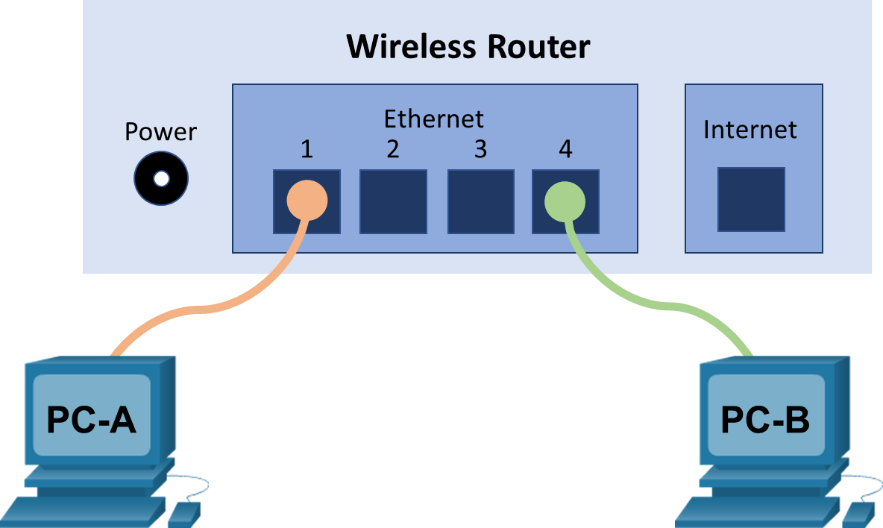 Wireless Router
Power
Ethernet
1 2 3 4
Internet
PC-A
PC-B